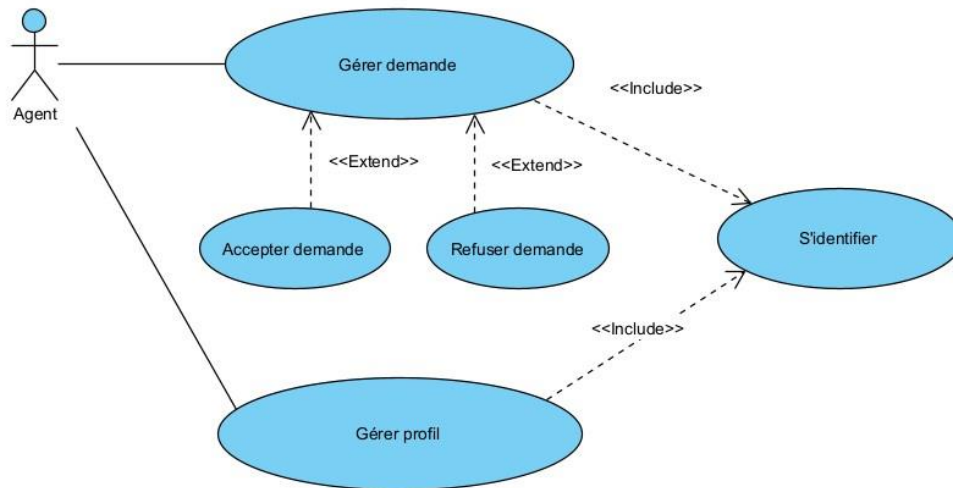 Gérer demande
<<Include>>
Agent
<<Extend>>
<<Extend>>
Accepter demande
Refuser demande
S'identifier
<<Include>>
Gérer profil